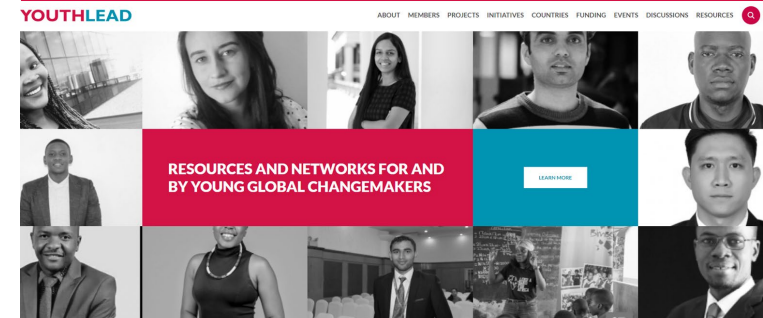 YOUTHLEAD
ABOUT MEMBERS PROJECTS INITIATIVES COUNTRIES FUNDING EVENTS DISCUSSIONS RESOURCES
RESOURCES AND NETWORKS FOR AND
BY YOUNG GLOBAL CHANGEMAKERS
LEARN MORE